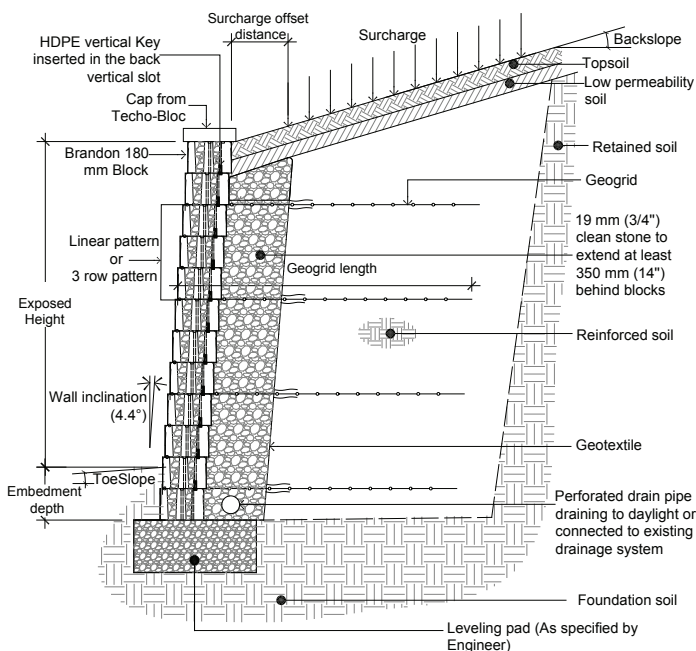 Surcharge offset
distance
Surcharge
HDPE vertical Key
inserted in the back
vertical slot
Backslope
Topsoil
Low permeability
soil
Cap from
Techo-Bloc
Brandon 180
mm Block
Retained soil
Geogrid
Linear pattern
or
3 row pattern
Geogrid length
19 mm (3/4") 
clean stone to
extend at least
350 mm (14")
behind blocks
Exposed
Height
Reinforced soil
Wall inclination
(4.4°)
Geotextile
ToeSlope
Embedment
depth
Perforated drain pipe
draining to daylight or
connected to existing
drainage system
Foundation soil
Leveling pad (As specified by
Engineer)